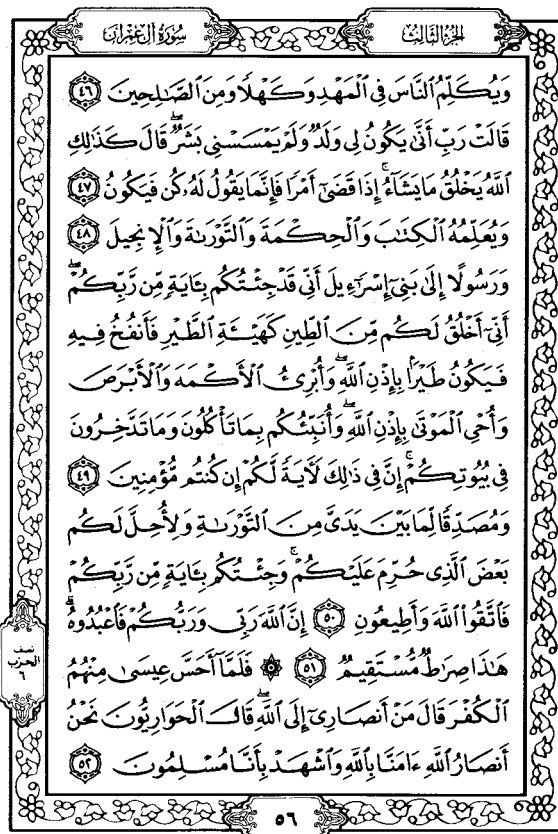 الجزء الثالث
سورة آل عمران
وَيُكَلِّمُ ٱلنَّاسَ فِى ٱلْمَهْدِ وَكَهْلًا وَمِنَ ٱلصَّٰلِحِينَ ٤٦
قَالَتْ رَبِّ أَنَّىٰ يَكُونُ لِى وَلَدٌ وَلَمْ يَمْسَسْنِى بَشَرٌ ۖ قَالَ كَذَٰلِكِ
ٱللَّهُ يَخْلُقُ مَا يَشَآءُ ۚ إِذَا قَضَىٰٓ أَمْرًا فَإِنَّمَا يَقُولُ لَهُۥ كُن فَيَكُونُ ٤٧
وَيُعَلِّمُهُ ٱلْكِتَٰبَ وَٱلْحِكْمَةَ وَٱلتَّوْرَىٰةَ وَٱلْإِنجِيلَ ٤٨
وَرَسُولًا إِلَىٰ بَنِىٓ إِسْرَٰٓءِيلَ أَنِّى قَدْ جِئْتُكُم بِـَٔايَةٍ مِّن رَّبِّكُمْ ۖ
أَنِّىٓ أَخْلُقُ لَكُم مِّنَ ٱلطِّينِ كَهَيْـَٔةِ ٱلطَّيْرِ فَأَنفُخُ فِيهِ
فَيَكُونُ طَيْرًۢا بِإِذْنِ ٱللَّهِ ۖ وَأُبْرِئُ ٱلْأَكْمَهَ وَٱلْأَبْرَصَ
وَأُحْىِ ٱلْمَوْتَىٰ بِإِذْنِ ٱللَّهِ ۖ وَأُنَبِّئُكُم بِمَا تَأْكُلُونَ وَمَا تَدَّخِرُونَ
فِى بُيُوتِكُمْ ۚ إِنَّ فِى ذَٰلِكَ لَـَٔايَةً لَّكُمْ إِن كُنتُم مُّؤْمِنِينَ ٤٩
وَمُصَدِّقًا لِّمَا بَيْنَ يَدَىَّ مِنَ ٱلتَّوْرَىٰةِ وَلِأُحِلَّ لَكُم
بَعْضَ ٱلَّذِى حُرِّمَ عَلَيْكُمْ ۚ وَجِئْتُكُم بِـَٔايَةٍ مِّن رَّبِّكُمْ
فَٱتَّقُوا۟ ٱللَّهَ وَأَطِيعُونِ ٥٠ إِنَّ ٱللَّهَ رَبِّى وَرَبُّكُمْ فَٱعْبُدُوهُ ۗ
هَٰذَا صِرَٰطٌ مُّسْتَقِيمٌ ٥١ ۞ فَلَمَّآ أَحَسَّ عِيسَىٰ مِنْهُمُ
ٱلْكُفْرَ قَالَ مَنْ أَنصَارِىٓ إِلَى ٱللَّهِ ۖ قَالَ ٱلْحَوَارِيُّونَ نَحْنُ
أَنصَارُ ٱللَّهِ ءَامَنَّا بِٱللَّهِ وَٱشْهَدْ بِأَنَّا مُسْلِمُونَ ٥٢
نصف
الحزب
٦
٥٦